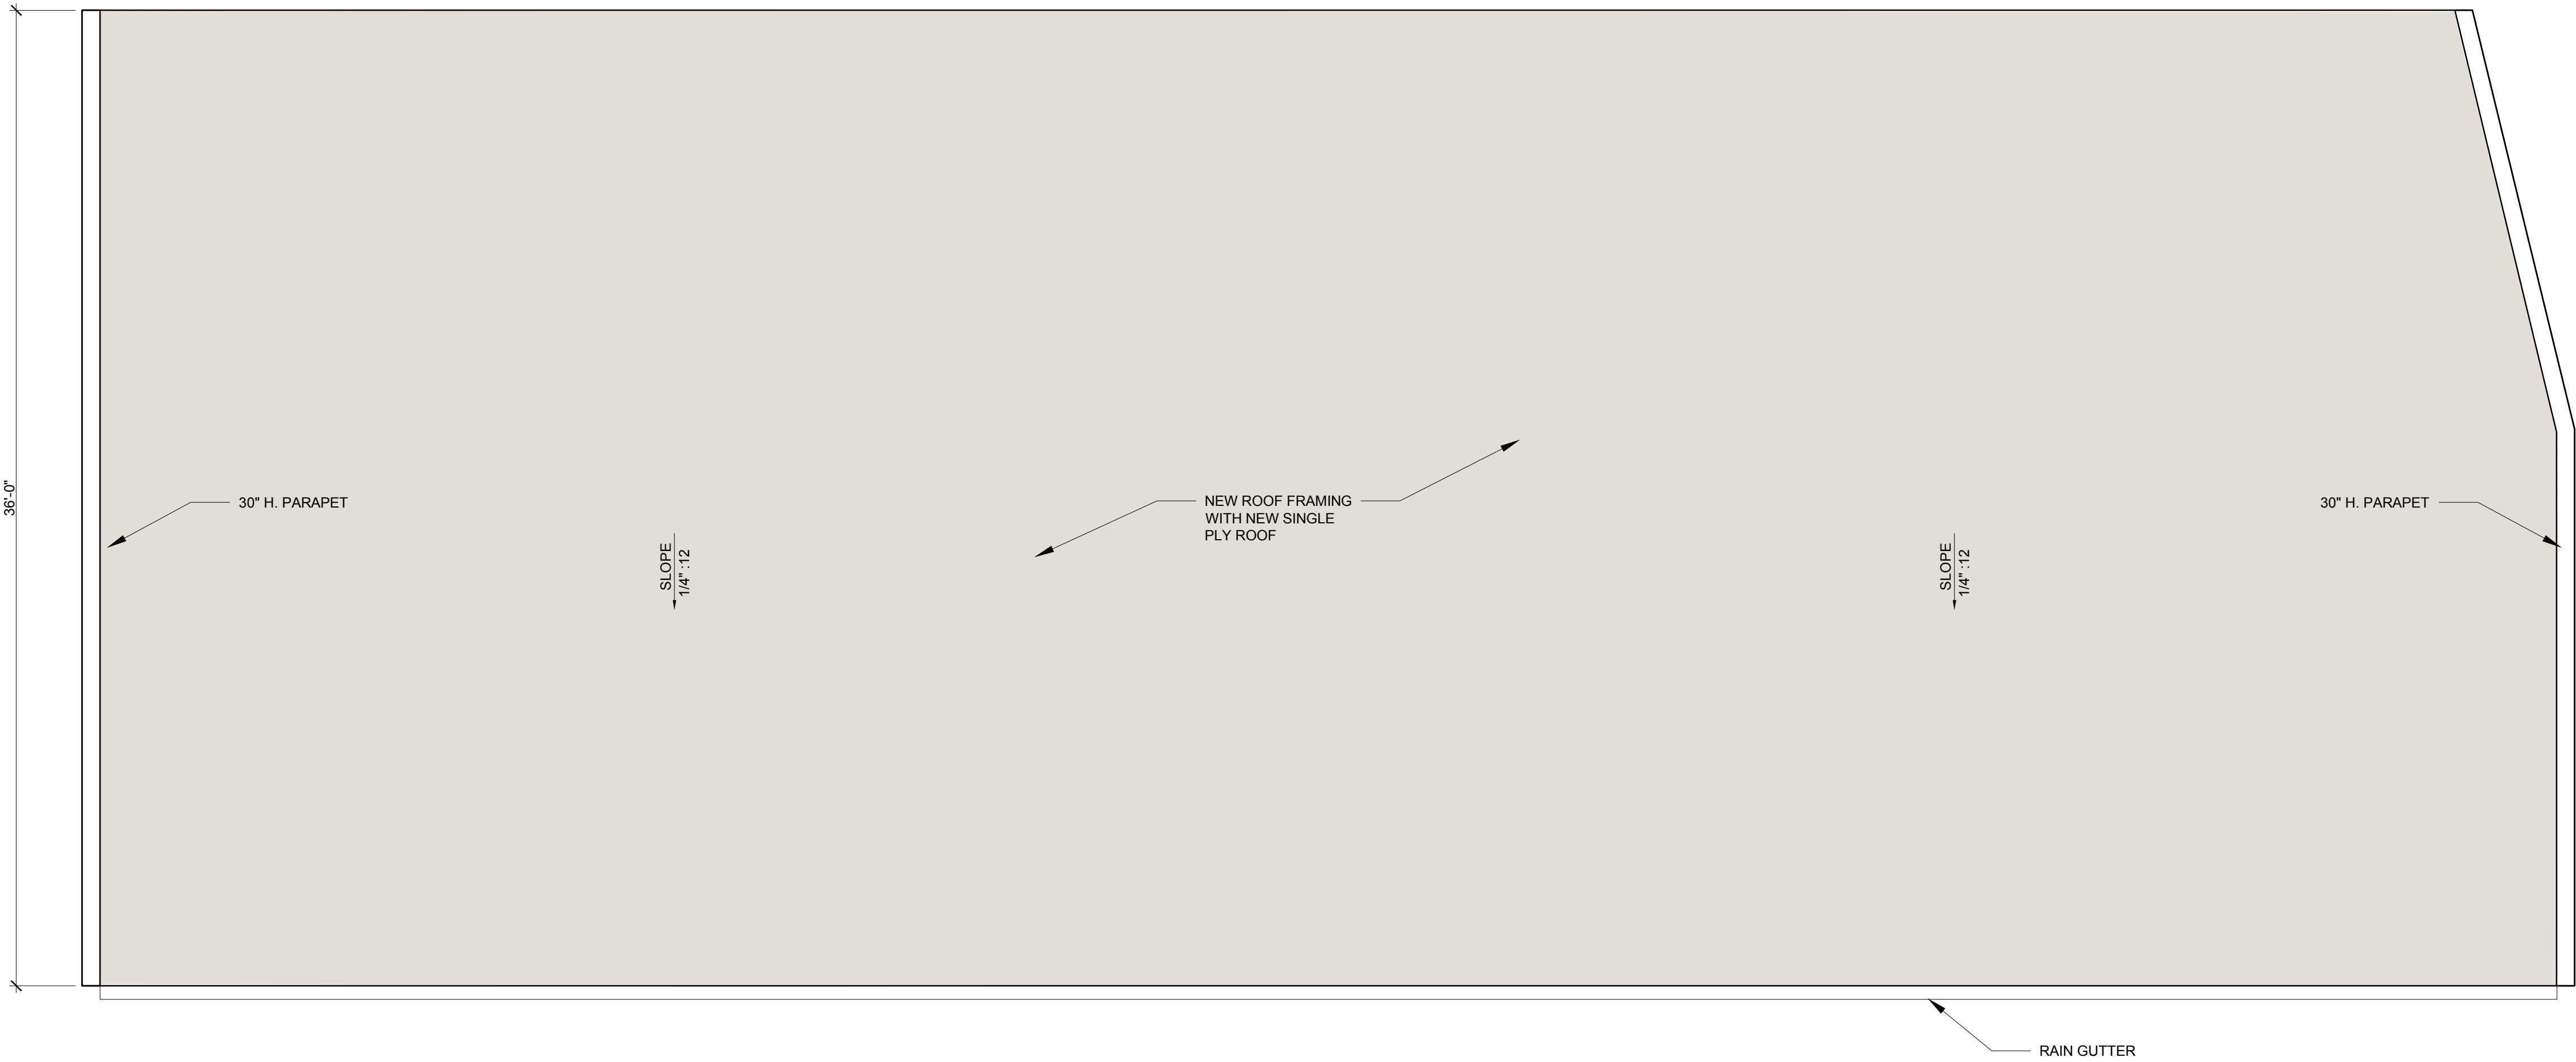 36'-0"
30" H. PARAPET
SLOPE
1/4" :12
NEW ROOF FRAMING
WITH NEW SINGLE
PLY ROOF
SLOPE
1/4" :12
30" H. PARAPET
RAIN GUTTER